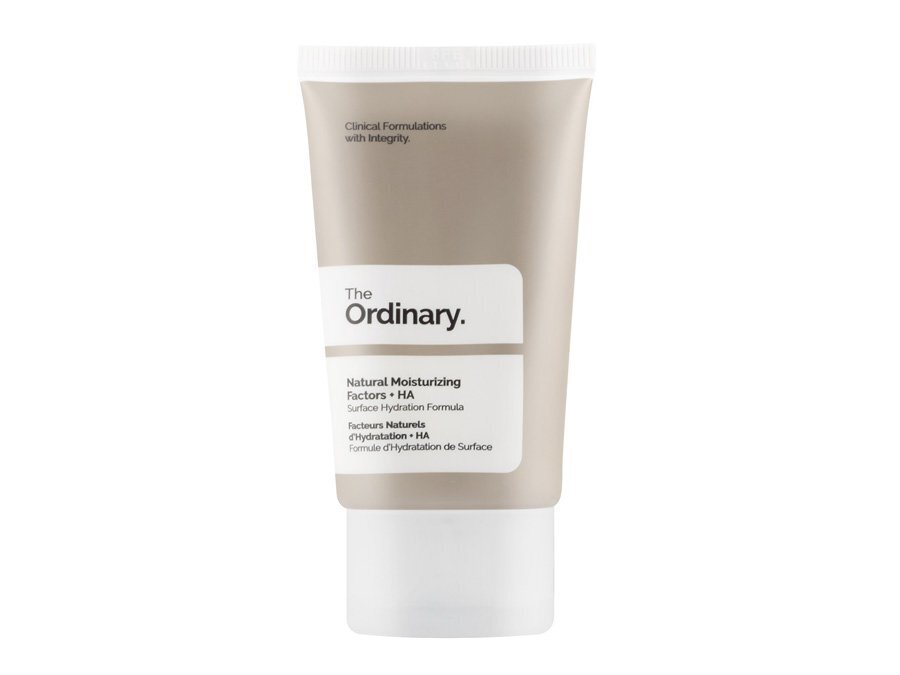 Clinical Formulations
with Integrity.
The
Ordinary.
Natural Moisturizing
Factors + HA
Surface Hydration Formula
Facteurs Naturels
d'Hydratation + HA
Formule d'Hydratation de Surface